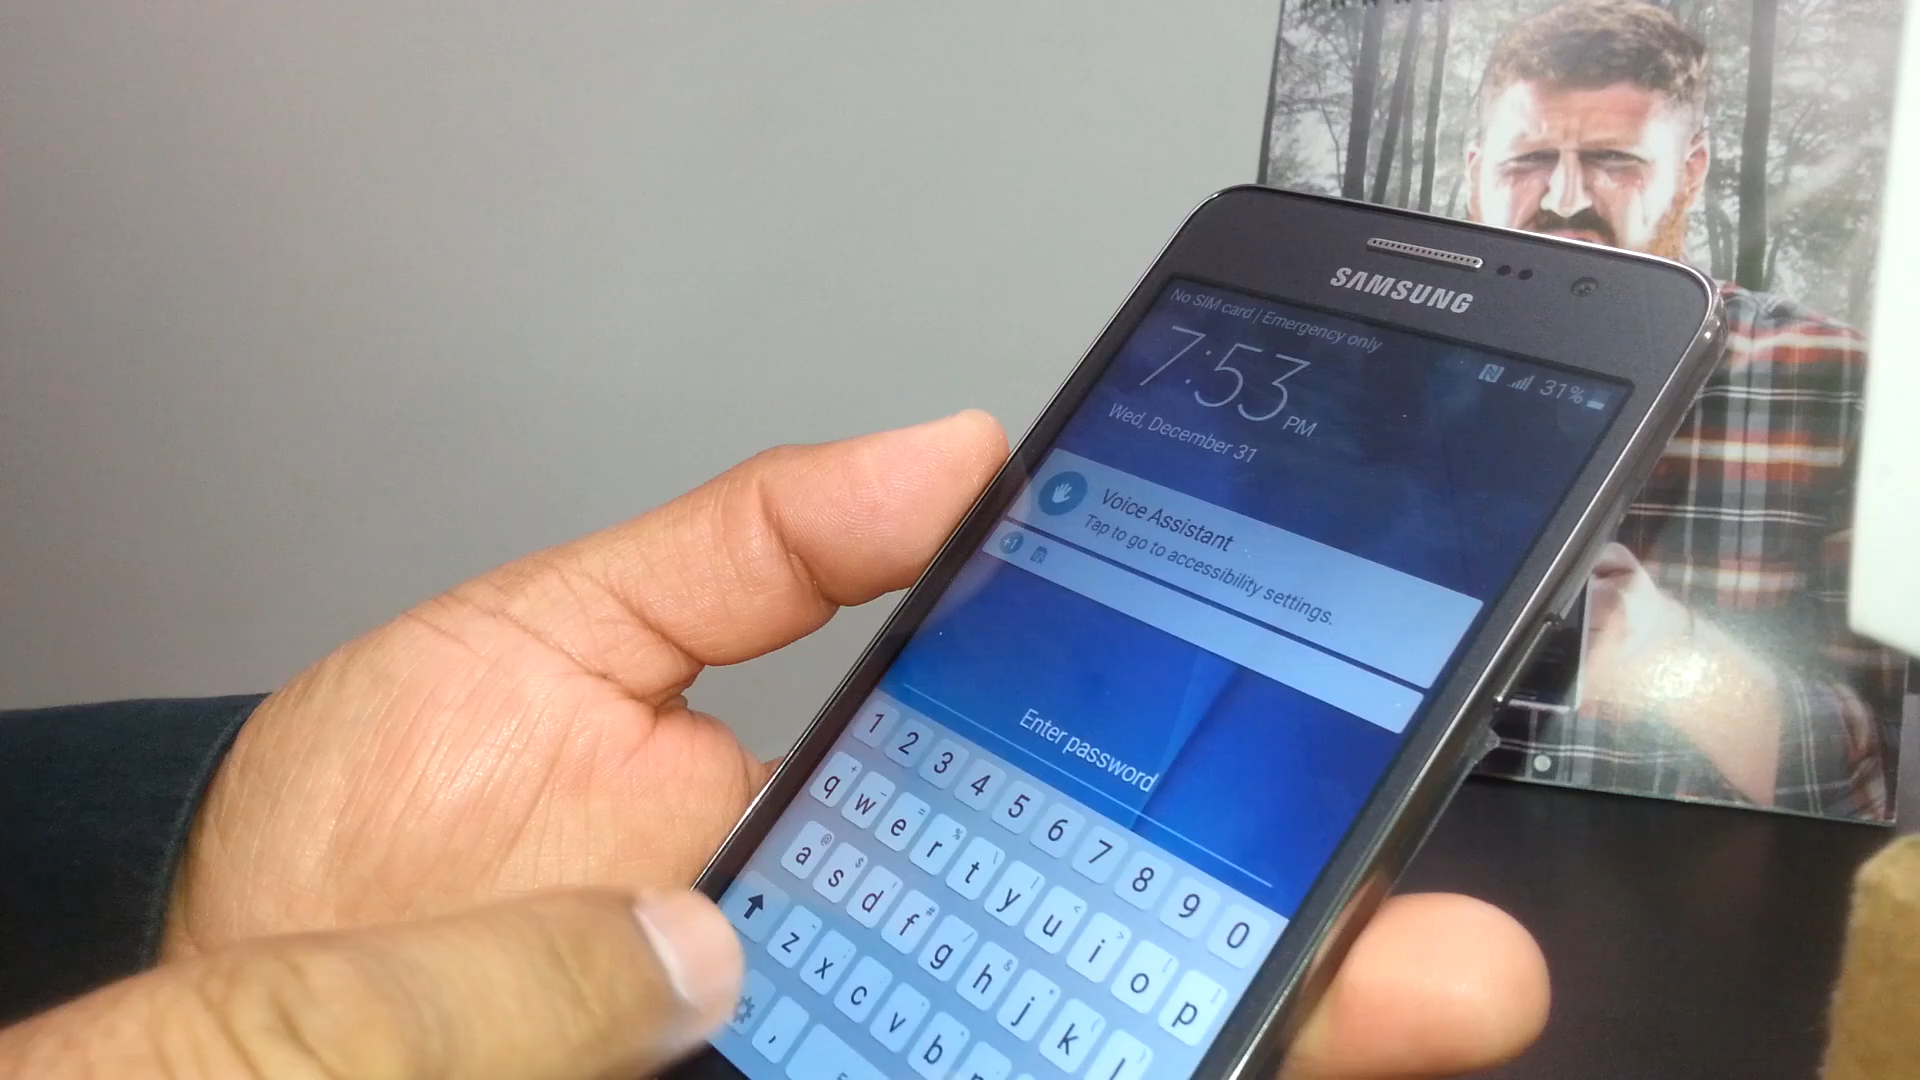 SAMSUNG
No SIM card | Emergency only
31%
7:53 PM
Wed, December 31
Voice Assistant
Tap to go to accessibility settings.
+1
Enter password
1 2 3 4 5 6 7 8 9 0
q w e r t y u i o p
a s d f g h j k l
z x c v b
,